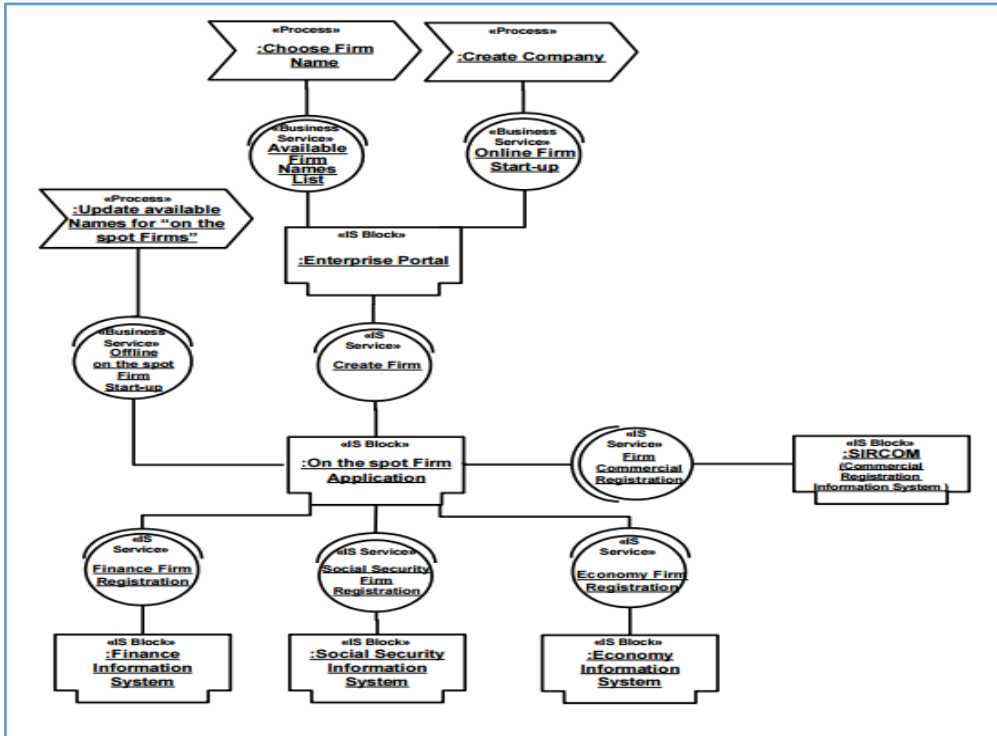 «Process»
:Choose Firm
Name
«Process»
:Create Company
«Business
Service»
Available
Firm
Names
List
«Business
Service»
Online Firm
Start-up
«Process»
:Update available
Names for “on the
spot Firms”
«IS Block»
:Enterprise Portal
«Business
Service»
Offline
on the spot
Firm
Start-up
«IS
Service»
Create Firm
«IS Block»
:On the spot Firm
Application
«IS
Service»
Firm
Commercial
Registration
«IS Block»
:SIRCOM
(Commercial
Registration
Information System )
«IS
Service»
Finance Firm
Registration
«IS Service»
Social Security
Firm
Registration
«IS
Service»
Economy Firm
Registration
«IS Block»
:Finance
Information
System
«IS Block»
:Social Security
Information
System
«IS Block»
:Economy
Information
System